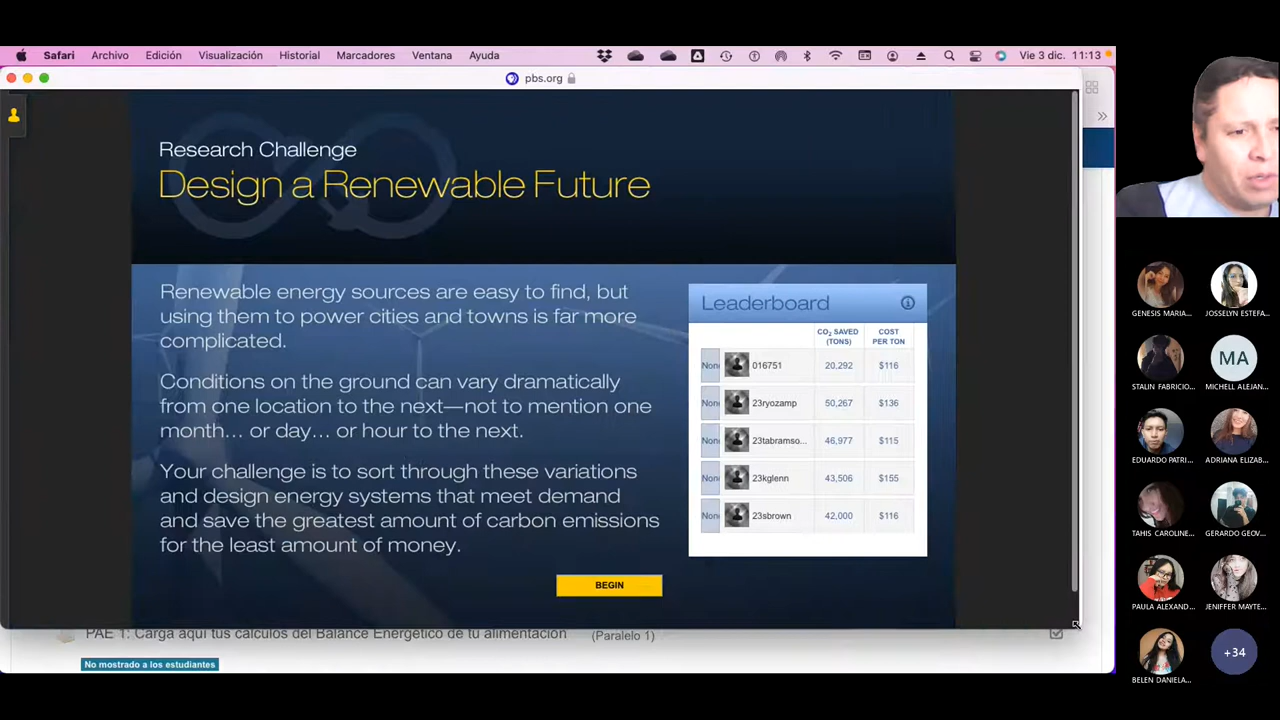 Safari Archivo Edición Visualización Historial Marcadores Ventana Ayuda
Vie 3 dic. 11:13
pbs.org
Research Challenge
Design a Renewable Future
Renewable energy sources are easy to find, but
using them to power cities and towns is far more
complicated.
Conditions on the ground can vary dramatically
from one location to the next—not to mention one
month… or day… or hour to the next.
Your challenge is to sort through these variations
and design energy systems that meet demand
and save the greatest amount of carbon emissions
for the least amount of money.
BEGIN
Leaderboard
CO2 SAVED
(TONS)
COST
PER TON
None 016751 20,292 $116
None 23ryozamp 50,267 $136
None 23tabramso... 46,977 $115
None 23kglenn 43,506 $155
None 23sbrown 42,000 $116
PAE 1: Carga aquí tus cálculos del Balance Energético de tu alimentación (Paralelo 1)
No mostrado a los estudiantes
GENESIS MARIA...
JOSSELYN ESTEFA...
STALIN FABRICIO...
MA
MICHELL ALEJAN...
EDUARDO PATRI...
ADRIANA ELIZAB...
TAHIS CAROLINE...
GERARDO GEOV...
PAULA ALEXAND...
JENIFFER MAYTE...
BELEN DANIELA...
+34